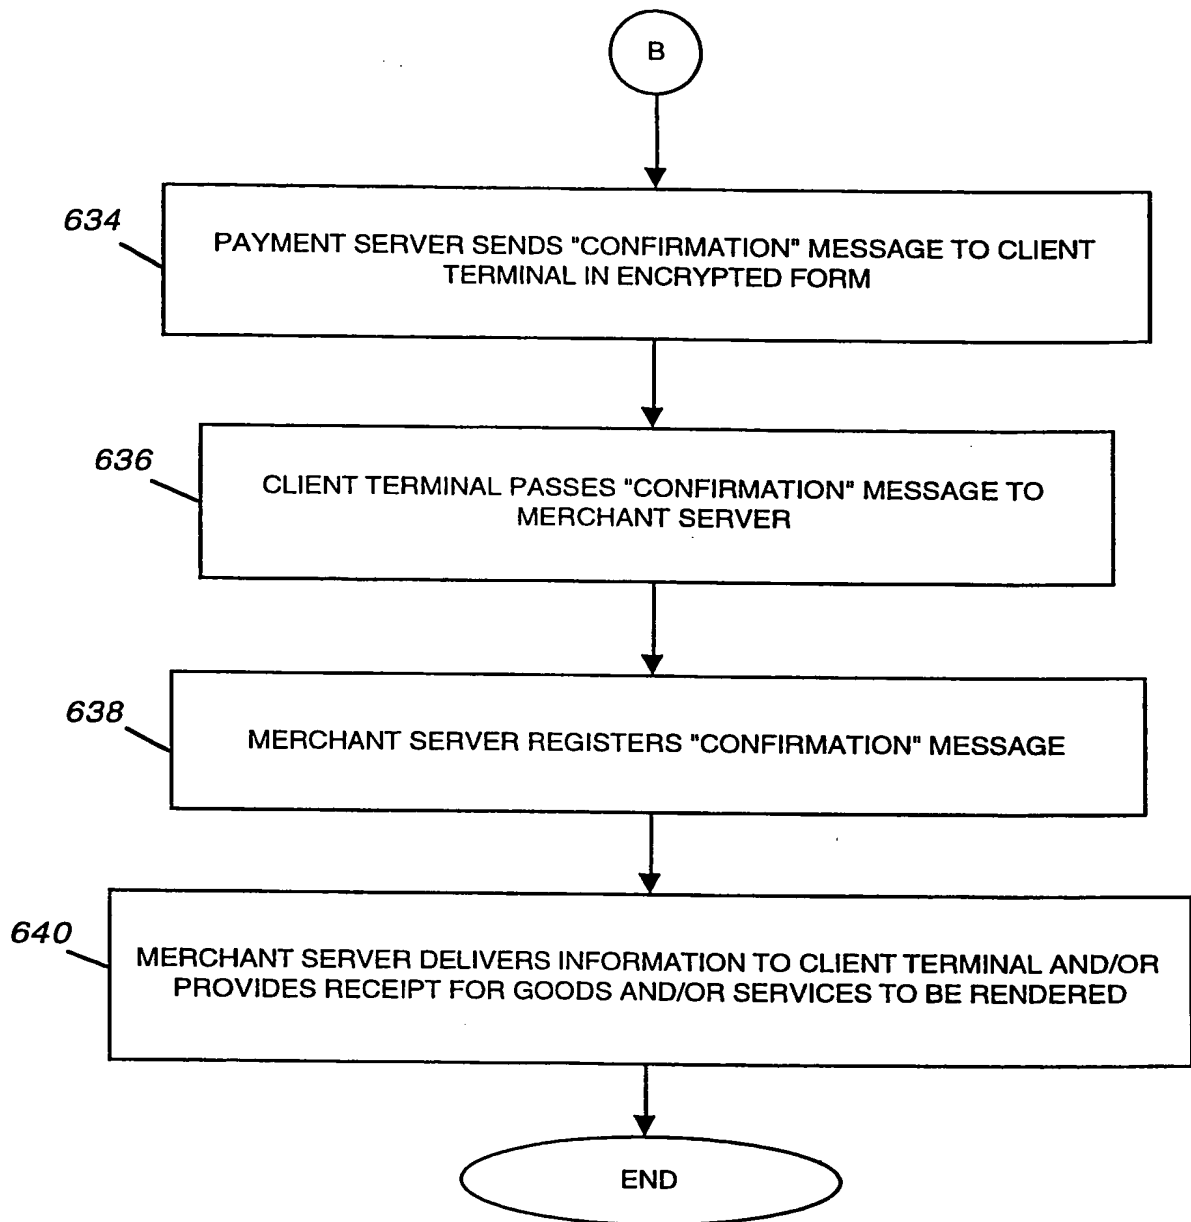 B
634
PAYMENT SERVER SENDS "CONFIRMATION" MESSAGE TO CLIENT
TERMINAL IN ENCRYPTED FORM
636
CLIENT TERMINAL PASSES "CONFIRMATION" MESSAGE TO
MERCHANT SERVER
638
MERCHANT SERVER REGISTERS "CONFIRMATION" MESSAGE
640
MERCHANT SERVER DELIVERS INFORMATION TO CLIENT TERMINAL AND/OR
PROVIDES RECEIPT FOR GOODS AND/OR SERVICES TO BE RENDERED
END